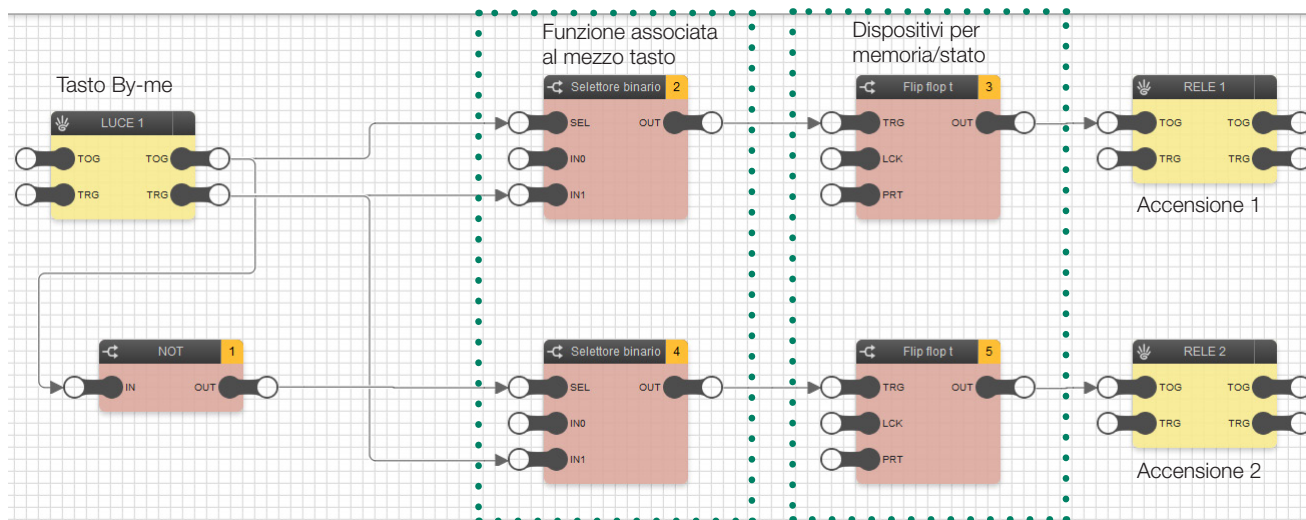 Funzione associata
al mezzo tasto
Dispositivi per
memoria/stato
Tasto By-me
LUCE 1
TOG TOG
TRG TRG
Selettore binario 2
SEL OUT
IN0
IN1
Flip flop t 3
TRG OUT
LCK
PRT
RELE 1
TOG TOG
TRG TRG
Accensione 1
NOT 1
IN OUT
Selettore binario 4
SEL OUT
IN0
IN1
Flip flop t 5
TRG OUT
LCK
PRT
RELE 2
TOG TOG
TRG TRG
Accensione 2